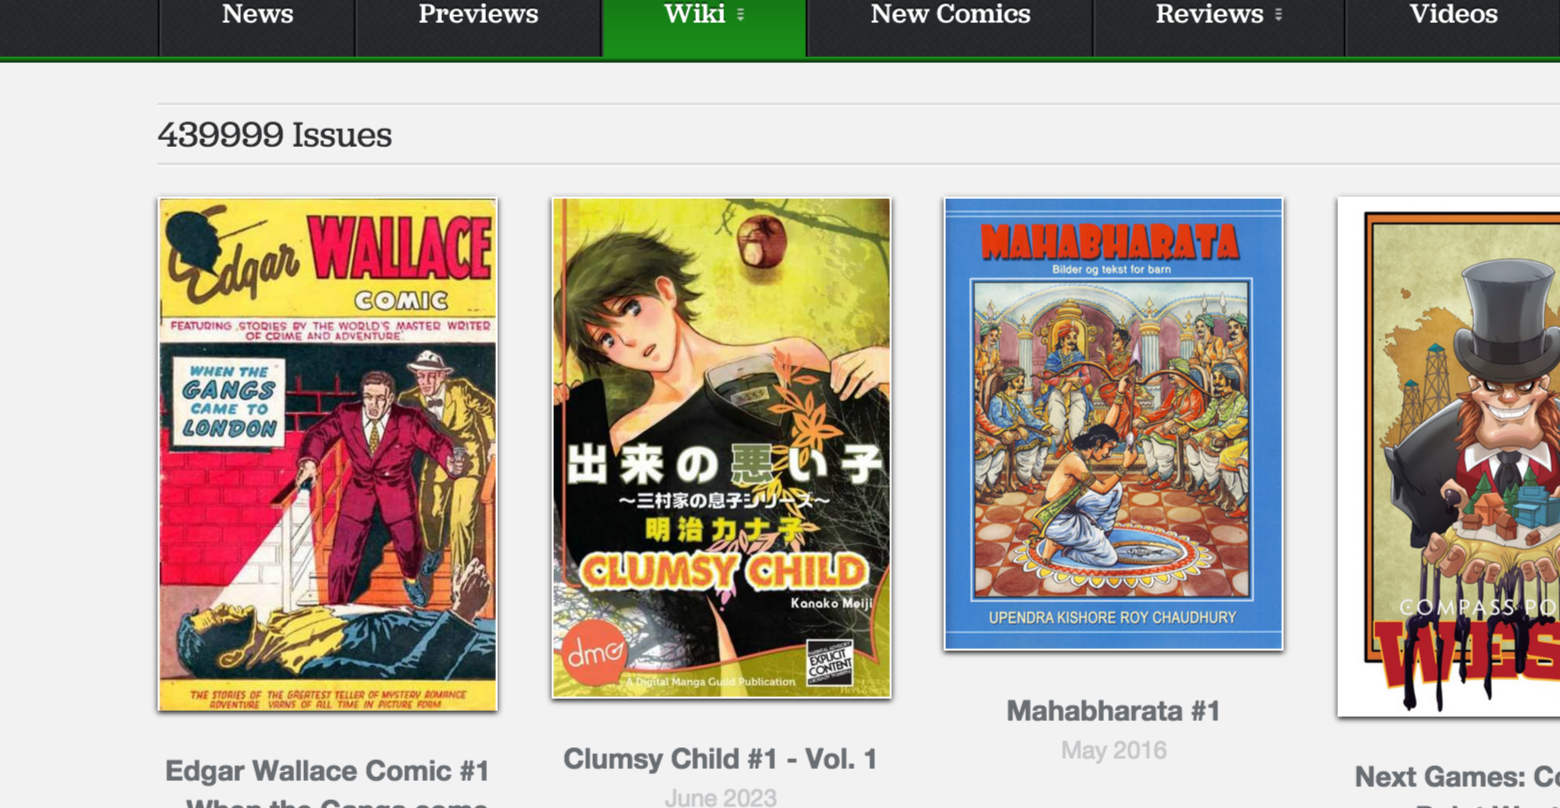 News
Previews
Wiki
New Comics
Reviews
Videos
439999 Issues
Edgar WALLACE
COMIC
FEATURING STORIES BY THE WORLD'S MASTER WRITER
OF CRIME AND ADVENTURE.
WHEN THE
GANGS
CAME TO
LONDON
THE STORIES OF THE GREATEST TELLER OF MYSTERY ROMANCE
ADVENTURE YARNS OF ALL TIME IN PICTURE FORM
Edgar Wallace Comic #1
When the Gangs came
出来の悪い子
～三村家の息子シリーズ～
明治カナ子
CLUMSY CHILD
Kanako Meiji
dmg
EXPLICIT
CONTENT
A Digital Manga Guild Publication
Clumsy Child #1 - Vol. 1
June 2023
MAHABHARATA
Bilder og tekst for barn
UPENDRA KISHORE ROY CHAUDHURY
Mahabharata #1
May 2016
COMPASS PO
WES
Next Games: Co